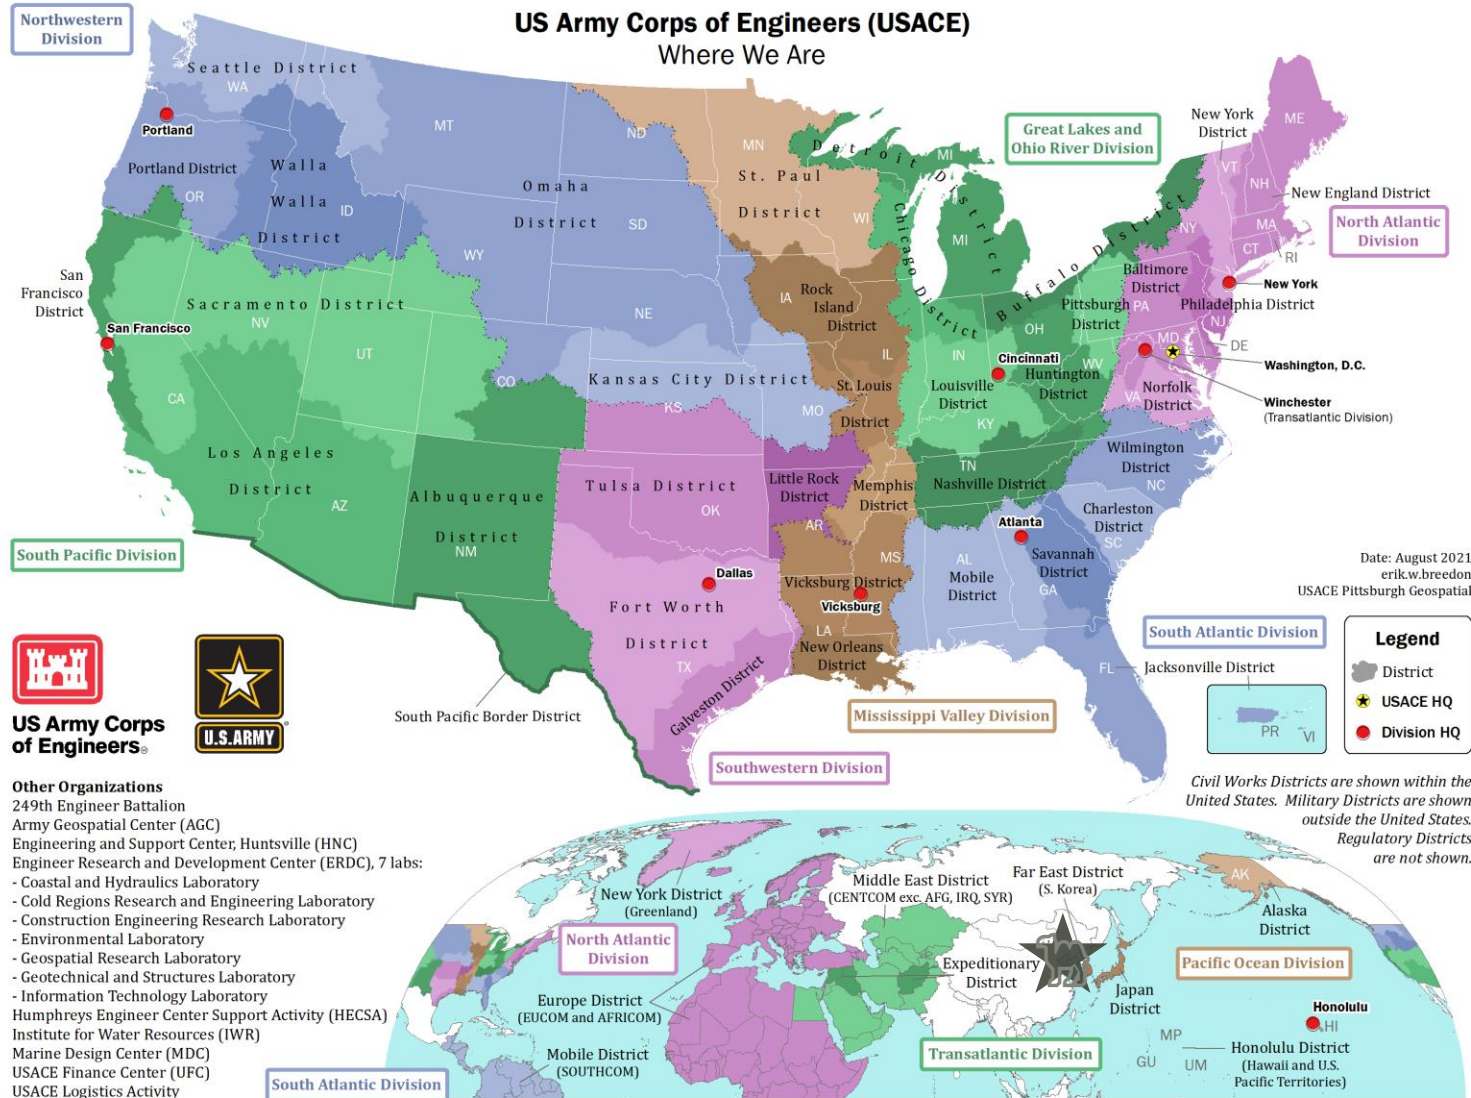 US Army Corps of Engineers (USACE)
Where We Are
Northwestern
Division
Seattle District
WA
Portland
Portland District
OR
Walla
Walla
District
ID
MT
Omaha
District
ND
SD
WY
NE
CO
Kansas City District
KS
MO
MN
St. Paul
District
WI
Detroit District
MI
MI
Chicago District
Great Lakes and
Ohio River Division
Buffalo District
New York
District
ME
VT
NH
New England District
MA
CT
RI
NY
North Atlantic
Division
Baltimore
District
PA
Philadelphia District
New York
NJ
DE
MD
Washington, D.C.
Winchester
(Transatlantic Division)
Norfolk
District
VA
Pittsburgh
District
OH
WV
Huntington
District
Cincinnati
IN
Louisville
District
KY
TN
Nashville District
IA
Rock
Island
District
IL
St. Louis
District
Memphis
District
Little Rock
District
AR
MS
Vicksburg District
Vicksburg
LA
New Orleans
District
Mississippi Valley Division
San
Francisco
District
San Francisco
Sacramento District
NV
UT
CA
Los Angeles
District
AZ
Albuquerque
District
NM
South Pacific Division
South Pacific Border District
Tulsa District
OK
Dallas
Fort Worth
District
TX
Galveston District
Southwestern Division
Wilmington
District
NC
Charleston
District
SC
Atlanta
Savannah
District
GA
AL
Mobile
District
FL
Jacksonville District
South Atlantic Division
PR
VI
Date: August 2021
erik.w.breedon
USACE Pittsburgh Geospatial
Legend
District
USACE HQ
Division HQ
Civil Works Districts are shown within the
United States. Military Districts are shown
outside the United States.
Regulatory Districts
are not shown.
US Army Corps
of Engineers®
U.S.ARMY
Other Organizations
249th Engineer Battalion
Army Geospatial Center (AGC)
Engineering and Support Center, Huntsville (HNC)
Engineer Research and Development Center (ERDC), 7 labs:
- Coastal and Hydraulics Laboratory
- Cold Regions Research and Engineering Laboratory
- Construction Engineering Research Laboratory
- Environmental Laboratory
- Geospatial Research Laboratory
- Geotechnical and Structures Laboratory
- Information Technology Laboratory
Humphreys Engineer Center Support Activity (HECSA)
Institute for Water Resources (IWR)
Marine Design Center (MDC)
USACE Finance Center (UFC)
USACE Logistics Activity
New York District
(Greenland)
North Atlantic
Division
Europe District
(EUCOM and AFRICOM)
Mobile District
(SOUTHCOM)
South Atlantic Division
Middle East District
(CENTCOM exc. AFG, IRQ, SYR)
Far East District
(S. Korea)
Expeditionary
District
Transatlantic Division
Japan
District
AK
Alaska
District
Pacific Ocean Division
Honolulu
HI
MP
GU
UM
Honolulu District
(Hawaii and U.S.
Pacific Territories)